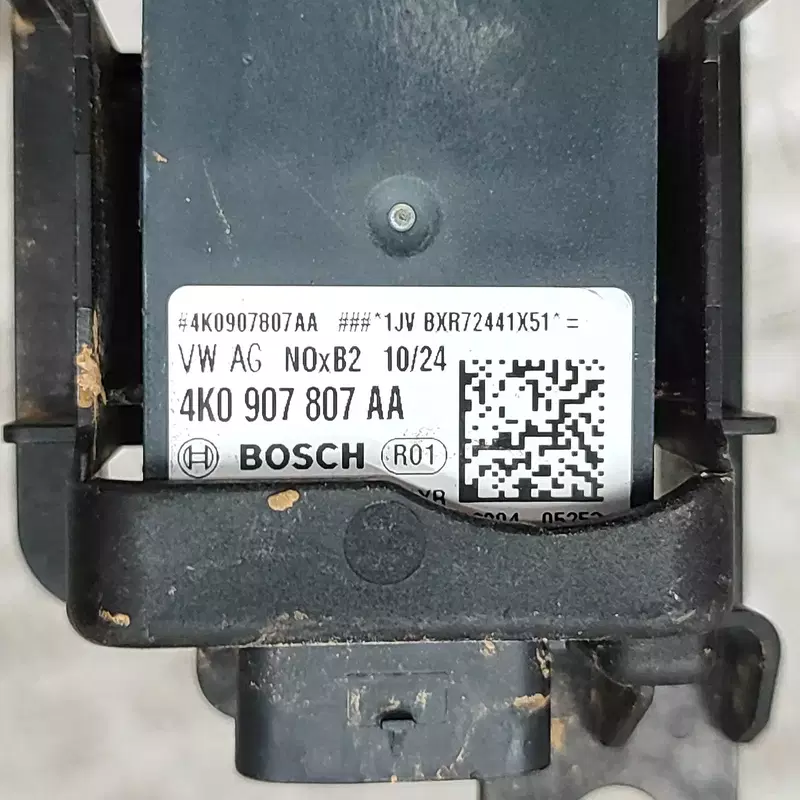 #4K0907807AA ###*1JV BXR72441X51*=
VW AG NOxB2 10/24
4K0 907 807 AA
BOSCH R01